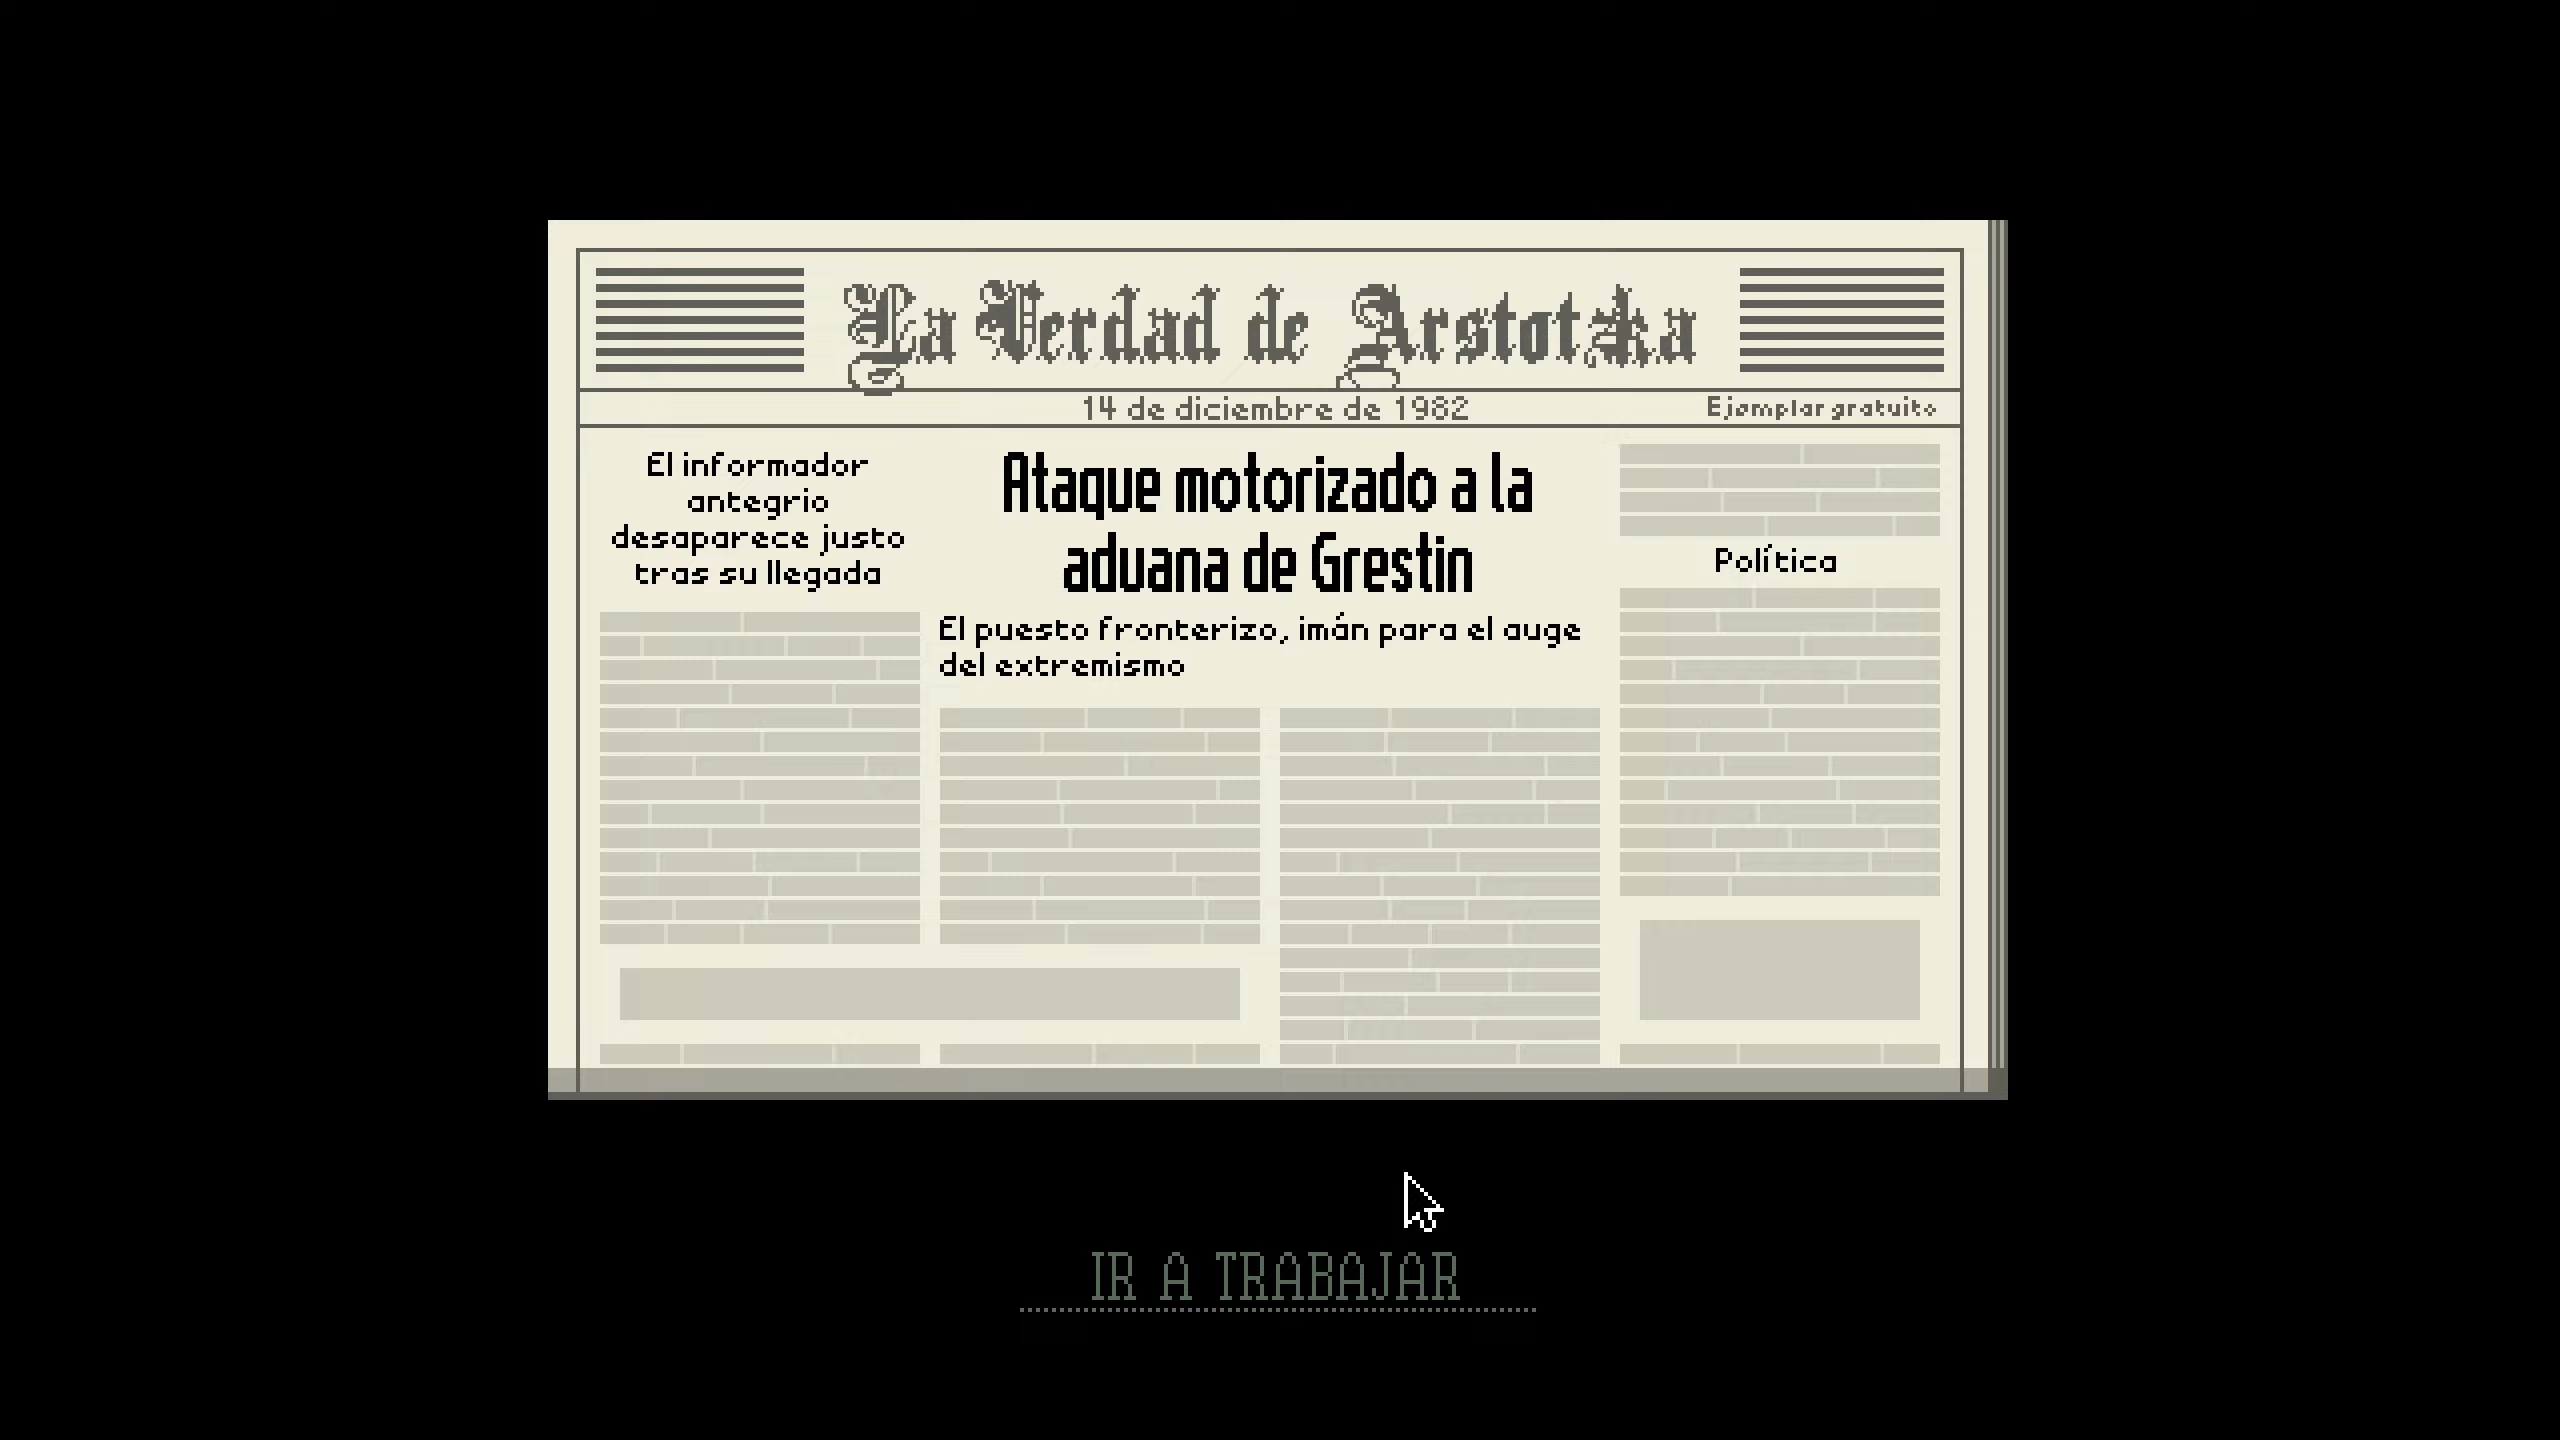 La Verdad de Arstotzka
14 de diciembre de 1982
Ejemplar gratuito
El informador
antegrio
desaparece justo
tras su llegada
Ataque motorizado a la
aduana de Grestin
El puesto fronterizo, imán para el auge
del extremismo
Política
IR A TRABAJAR